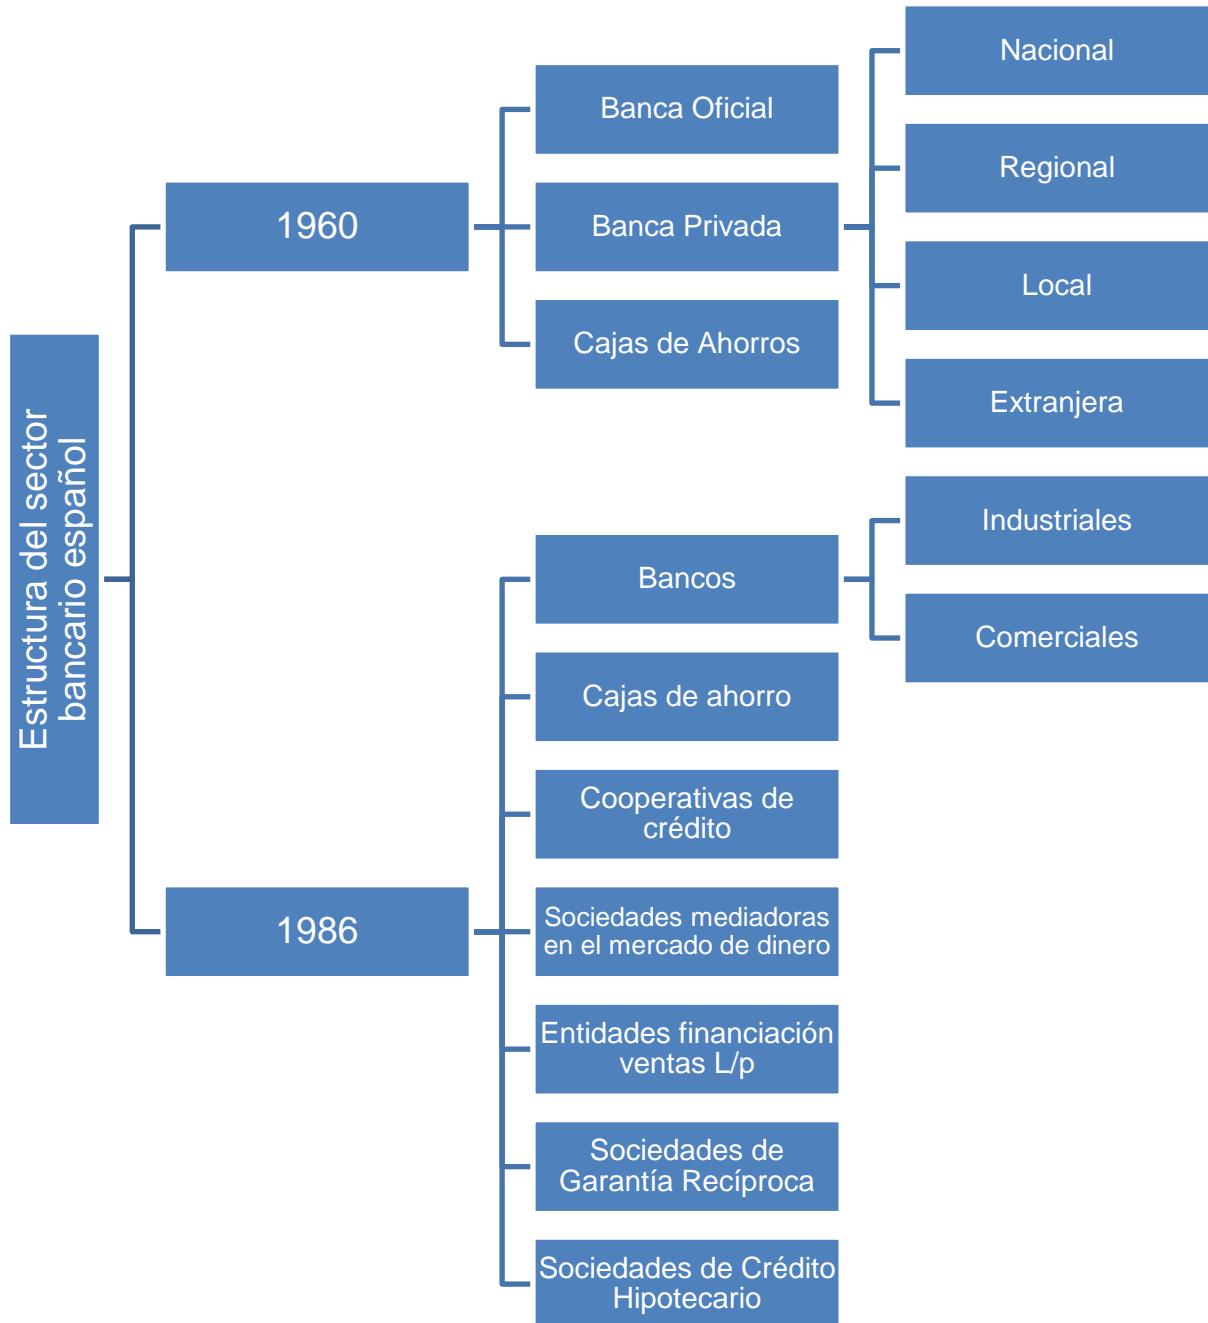 Estructura del sector
bancario español
1960
Banca Oficial
Banca Privada
Nacional
Regional
Local
Extranjera
Cajas de Ahorros
1986
Bancos
Industriales
Comerciales
Cajas de ahorro
Cooperativas de
crédito
Sociedades mediadoras
en el mercado de dinero
Entidades financiación
ventas L/p
Sociedades de
Garantía Recíproca
Sociedades de Crédito
Hipotecario